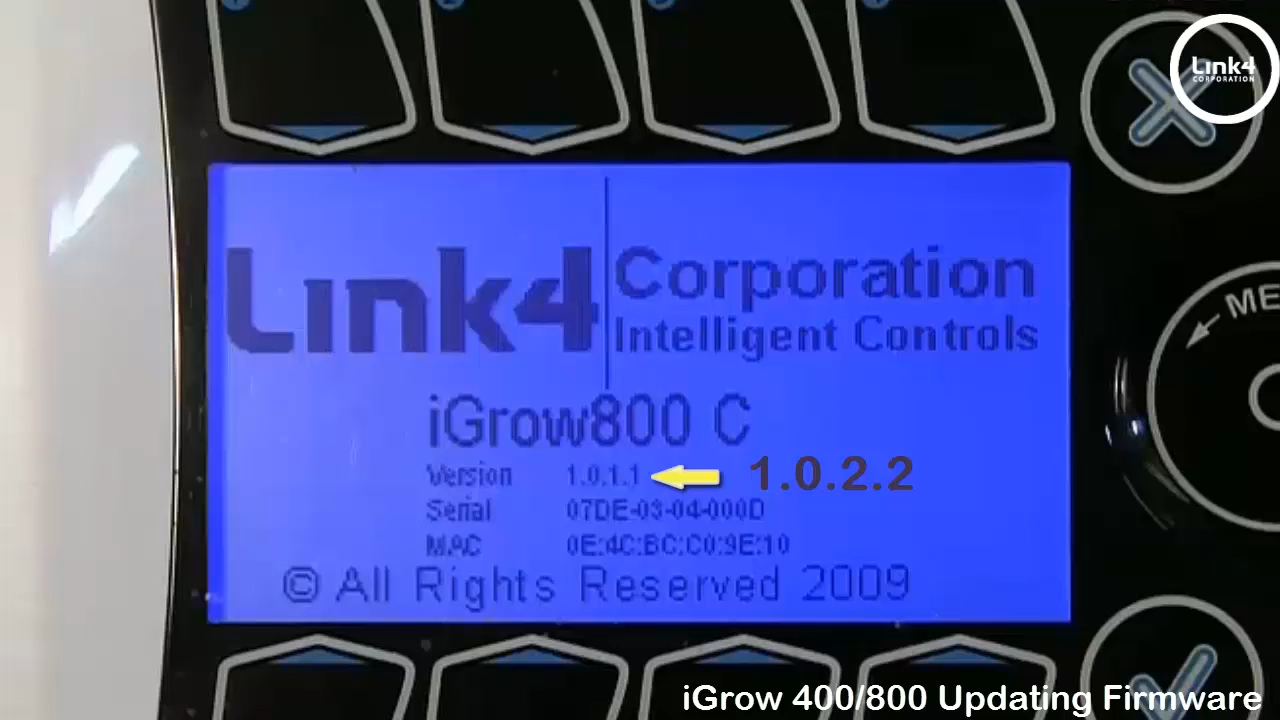 Link4
CORPORATION
Link4 Corporation
Intelligent Controls
ME
iGrow800 C
Version 1.0.1.1 1.0.2.2
Serial 07DE-03-04-000D
MAC 0E:4C:BC:C0:9E:10
© All Rights Reserved 2009
iGrow 400/800 Updating Firmware